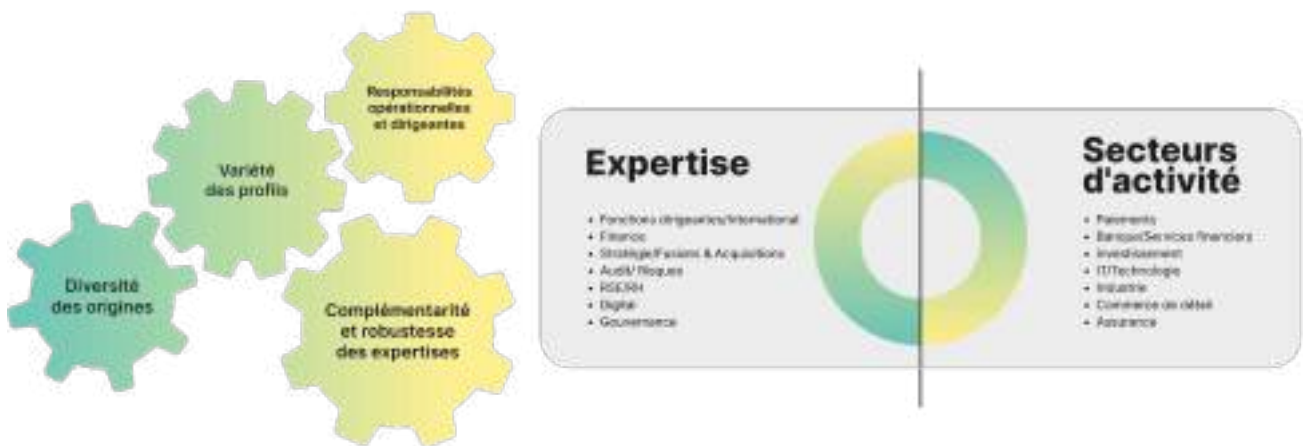 Responsabilités
opérationnelles
et dirigeantes
Variété
des profils
Diversité
des origines
Complémentarité
et robustesse
des expertises
Expertise
• Fonctions dirigeantes/International
• Finance
• Stratégie/Fusions & Acquisitions
• Audit/ Risques
• RSE/RH
• Digital
• Gouvernance
Secteurs
d'activité
• Paiements
• Banque/Services financiers
• Investissement
• IT/Technologie
• Industrie
• Commerce de détail
• Assurance